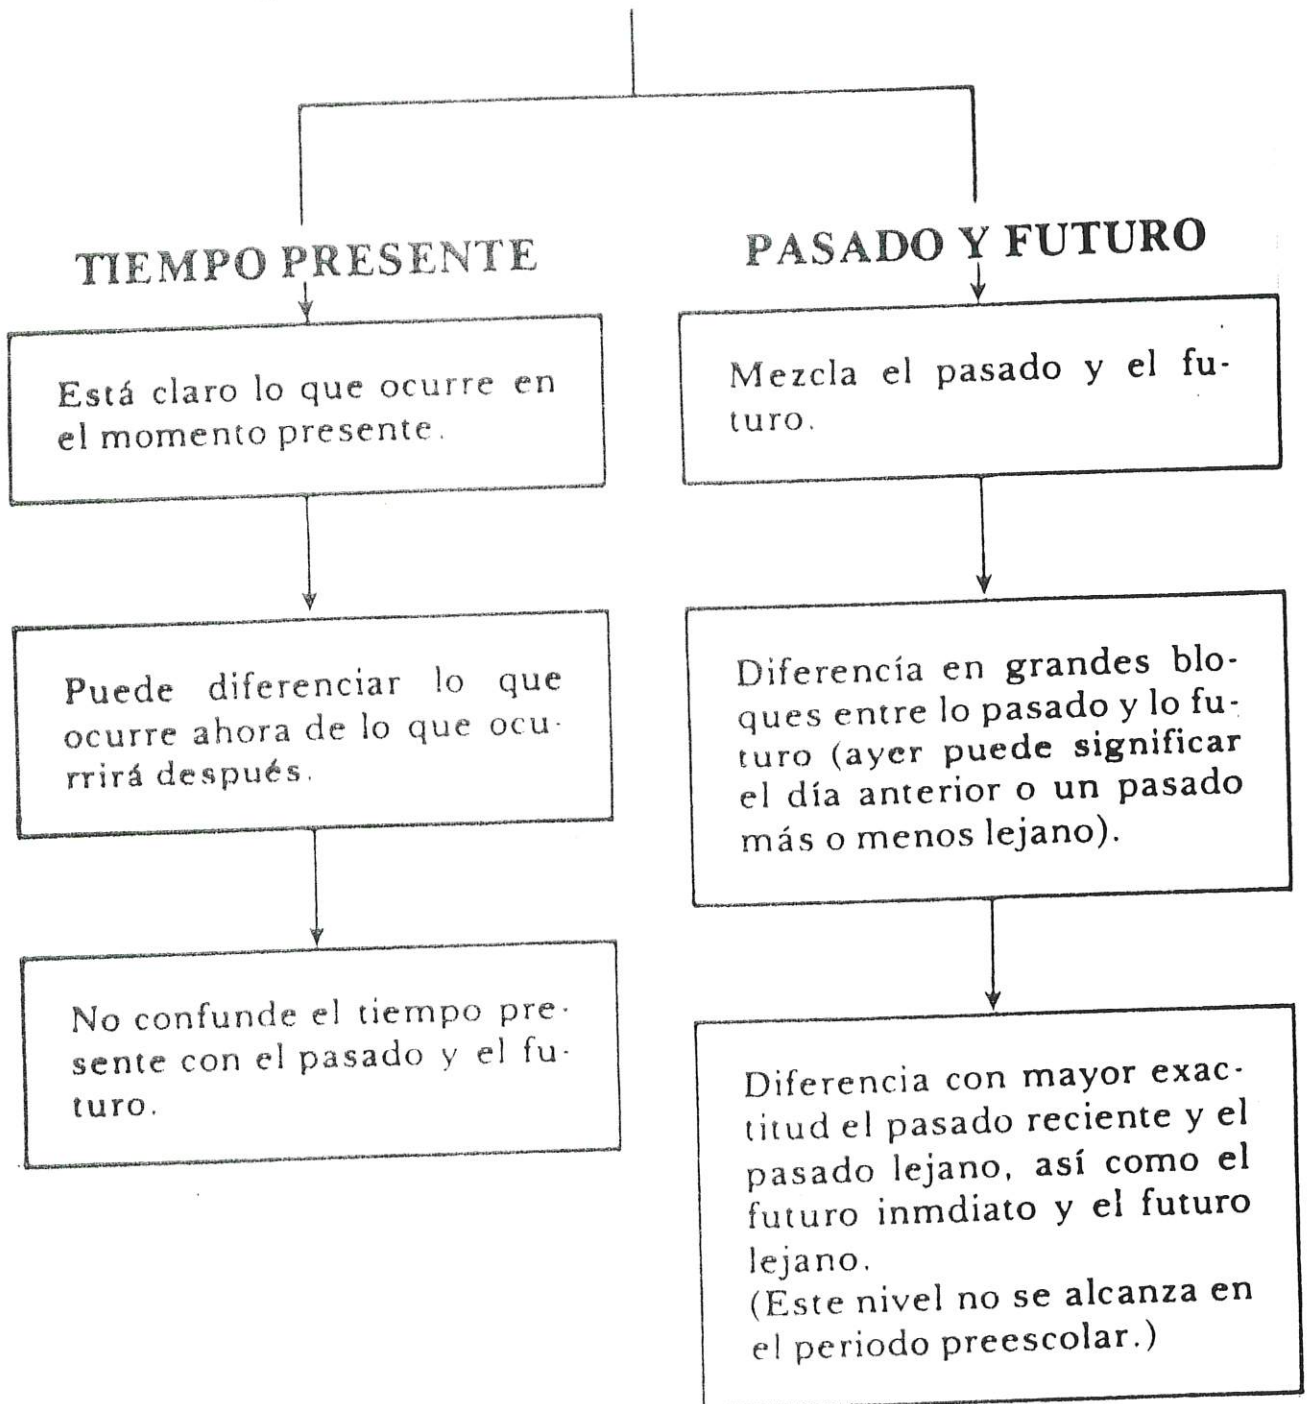 TIEMPO PRESENTE
Está claro lo que ocurre en
el momento presente.
Puede diferenciar lo que
ocurre ahora de lo que ocu-
rrirá después.
No confunde el tiempo pre-
sente con el pasado y el fu-
turo.
PASADO Y FUTURO
Mezcla el pasado y el fu-
turo.
Diferencía en grandes blo-
ques entre lo pasado y lo fu-
turo (ayer puede significar
el día anterior o un pasado
más o menos lejano).
Diferencia con mayor exac-
titud el pasado reciente y el
pasado lejano, así como el
futuro inmdiato y el futuro
lejano.
(Este nivel no se alcanza en
el periodo preescolar.)